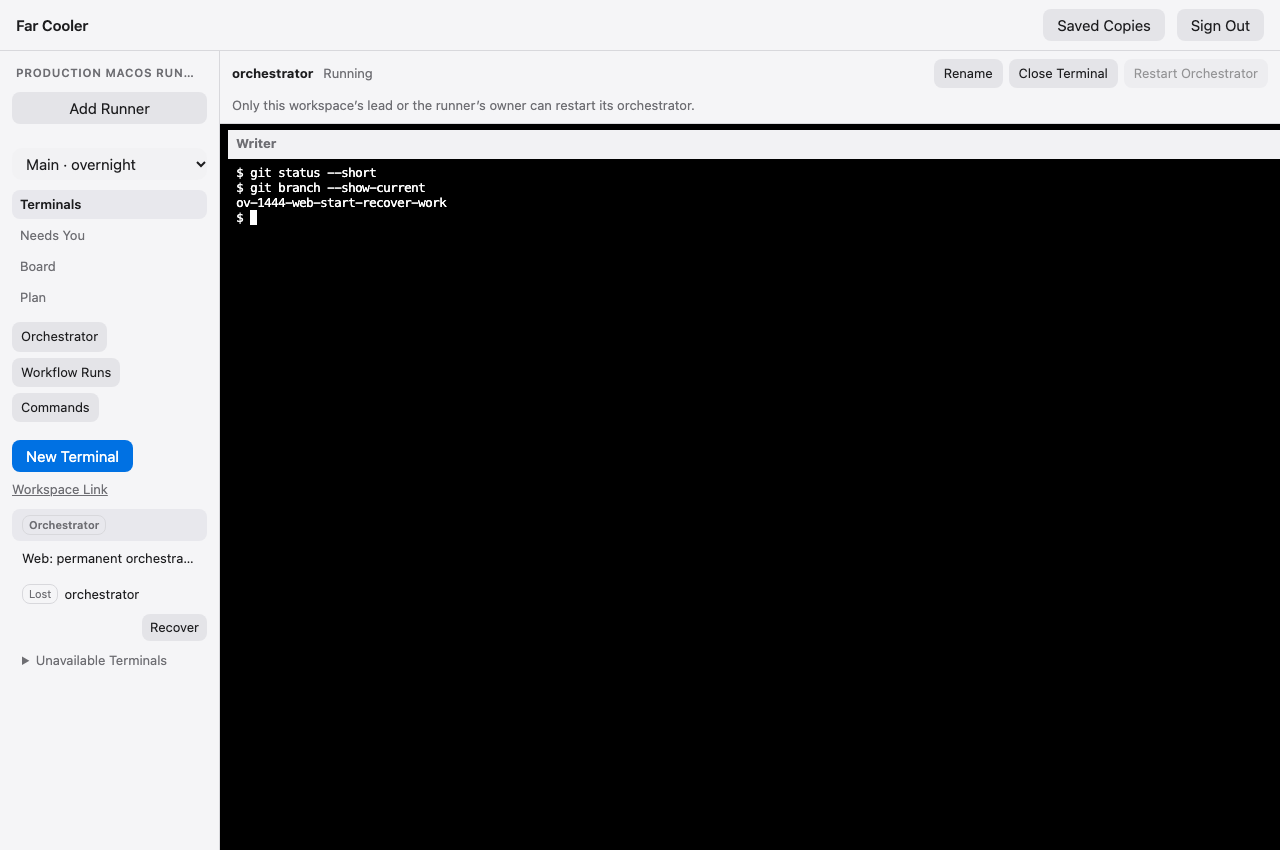 Far Cooler
Saved Copies
Sign Out
PRODUCTION MACOS RUN…
Add Runner
Main · overnight
Terminals
Needs You
Board
Plan
Orchestrator
Workflow Runs
Commands
New Terminal
Workspace Link
Orchestrator
Web: permanent orchestra…
Lost orchestrator
Recover
Unavailable Terminals
orchestrator Running
Rename
Close Terminal
Restart Orchestrator
Only this workspace’s lead or the runner’s owner can restart its orchestrator.
Writer
$ git status --short
$ git branch --show-current
ov-1444-web-start-recover-work
$